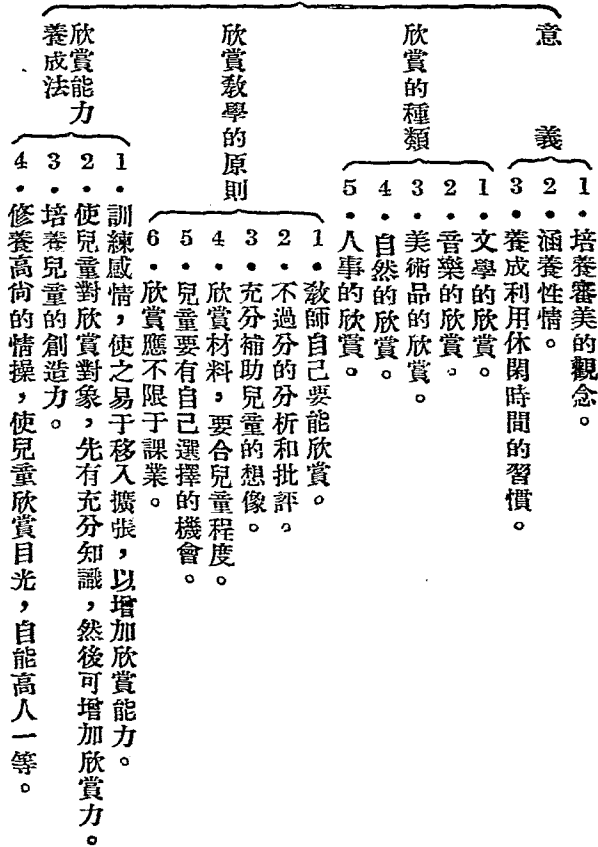 意義
1・培養審美的觀念。
2・涵養性情。
3・養成利用休閑時間的習慣。
欣賞的種類
1・文學的欣賞。
2・音樂的欣賞。
3・美術品的欣賞。
4・自然的欣賞。
5・人事的欣賞。
欣賞敎學的原則
1・敎師自己要能欣賞。
2・不過分的分析和批評。
3・充分補助兒童的想像。
4・欣賞材料，要合兒童程度。
5・兒童要有自己選擇的機會。
6・欣賞應不限于課業。
欣賞能力
養成法
1・訓練感情，使之易于移入擴張，以增加欣賞能力。
2・使兒童對欣賞對象，先有充分知識，然後可增加欣賞力。
3・培養兒童的創造力。
4・修養高尙的情操，使兒童欣賞目光，自能高人一等。